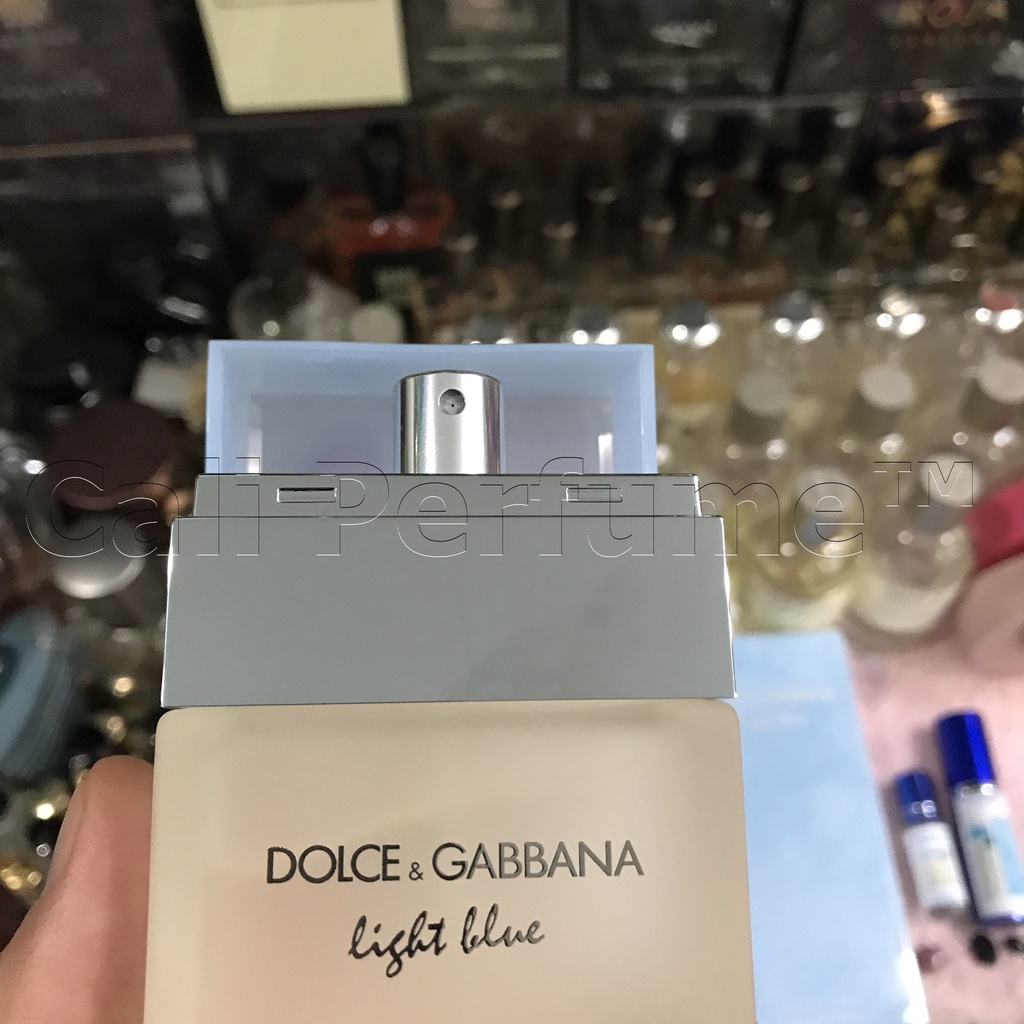 Cali Perfume™
DOLCE & GABBANA
light blue